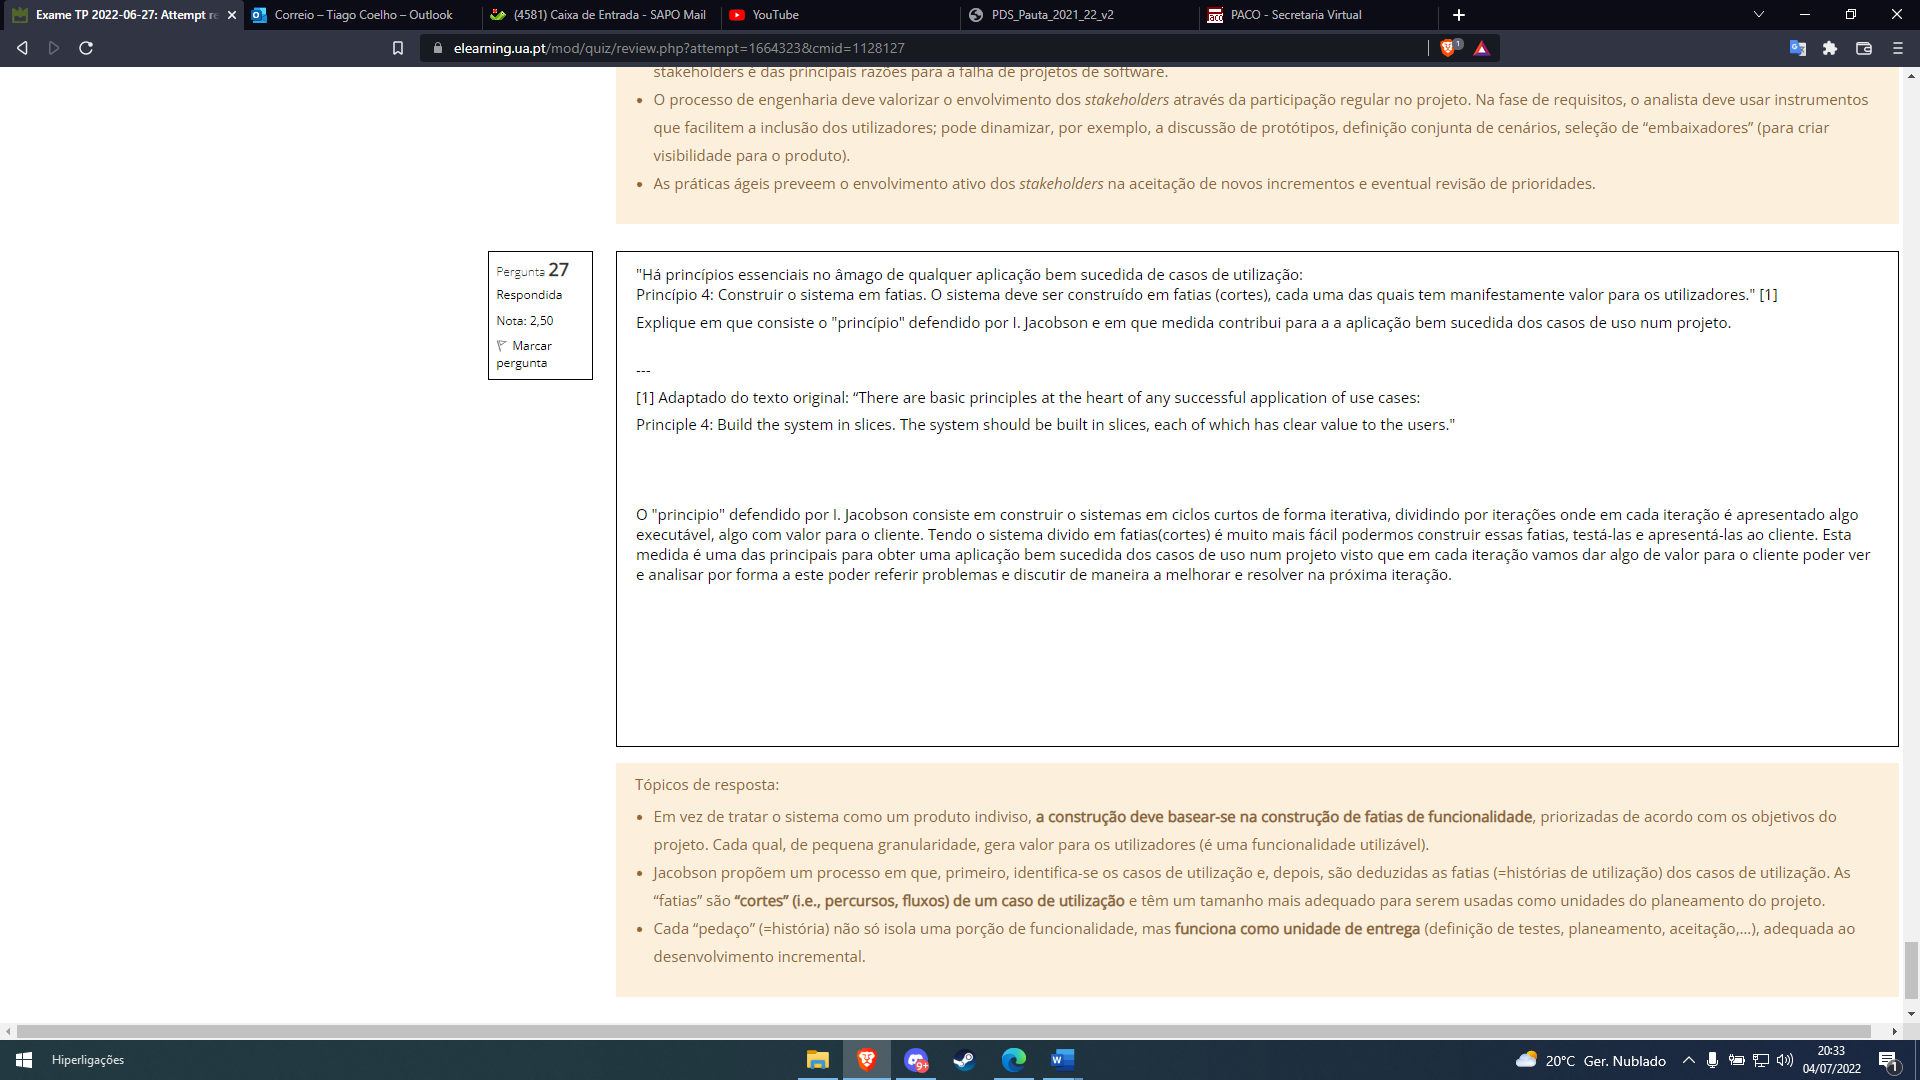 Exame TP 2022-06-27: Attempt re
Correio – Tiago Coelho – Outlook
(4581) Caixa de Entrada - SAPO Mail
YouTube
PDS_Pauta_2021_22_v2
PACO - Secretaria Virtual
elearning.ua.pt/mod/quiz/review.php?attempt=1664323&cmid=1128127
1
stakeholders é das principais razões para a falha de projetos de software.
• O processo de engenharia deve valorizar o envolvimento dos stakeholders através da participação regular no projeto. Na fase de requisitos, o analista deve usar instrumentos
que facilitem a inclusão dos utilizadores; pode dinamizar, por exemplo, a discussão de protótipos, definição conjunta de cenários, seleção de “embaixadores” (para criar
visibilidade para o produto).
• As práticas ágeis preveem o envolvimento ativo dos stakeholders na aceitação de novos incrementos e eventual revisão de prioridades.
Pergunta 27
Respondida
Nota: 2,50
Marcar
pergunta
"Há princípios essenciais no âmago de qualquer aplicação bem sucedida de casos de utilização:
Princípio 4: Construir o sistema em fatias. O sistema deve ser construído em fatias (cortes), cada uma das quais tem manifestamente valor para os utilizadores." [1]
Explique em que consiste o "princípio" defendido por I. Jacobson e em que medida contribui para a a aplicação bem sucedida dos casos de uso num projeto.
---
[1] Adaptado do texto original: “There are basic principles at the heart of any successful application of use cases:
Principle 4: Build the system in slices. The system should be built in slices, each of which has clear value to the users."
O "principio" defendido por I. Jacobson consiste em construir o sistemas em ciclos curtos de forma iterativa, dividindo por iterações onde em cada iteração é apresentado algo
executável, algo com valor para o cliente. Tendo o sistema divido em fatias(cortes) é muito mais fácil podermos construir essas fatias, testá-las e apresentá-las ao cliente. Esta
medida é uma das principais para obter uma aplicação bem sucedida dos casos de uso num projeto visto que em cada iteração vamos dar algo de valor para o cliente poder ver
e analisar por forma a este poder referir problemas e discutir de maneira a melhorar e resolver na próxima iteração.
Tópicos de resposta:
• Em vez de tratar o sistema como um produto indiviso, a construção deve basear-se na construção de fatias de funcionalidade, priorizadas de acordo com os objetivos do
projeto. Cada qual, de pequena granularidade, gera valor para os utilizadores (é uma funcionalidade utilizável).
• Jacobson propõem um processo em que, primeiro, identifica-se os casos de utilização e, depois, são deduzidas as fatias (=histórias de utilização) dos casos de utilização. As
“fatias” são “cortes” (i.e., percursos, fluxos) de um caso de utilização e têm um tamanho mais adequado para serem usadas como unidades do planeamento do projeto.
• Cada “pedaço” (=história) não só isola uma porção de funcionalidade, mas funciona como unidade de entrega (definição de testes, planeamento, aceitação,...), adequada ao
desenvolvimento incremental.
Hiperligações
9+
20°C Ger. Nublado
20:33
04/07/2022
1